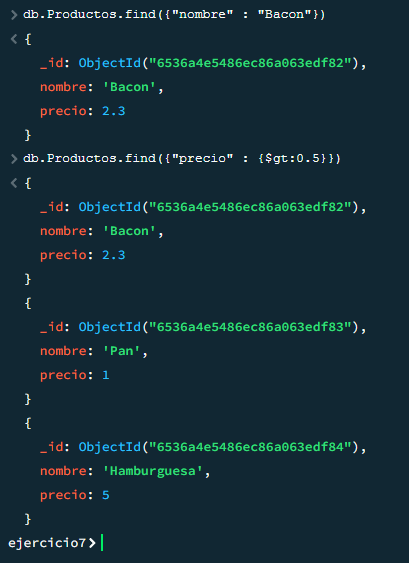 > db.Productos.find({"nombre" : "Bacon"})
< {
_id: ObjectId("6536a4e5486ec86a063edf82"),
nombre: 'Bacon',
precio: 2.3
}
> db.Productos.find({"precio" : {$gt:0.5}})
< {
_id: ObjectId("6536a4e5486ec86a063edf82"),
nombre: 'Bacon',
precio: 2.3
}
{
_id: ObjectId("6536a4e5486ec86a063edf83"),
nombre: 'Pan',
precio: 1
}
{
_id: ObjectId("6536a4e5486ec86a063edf84"),
nombre: 'Hamburguesa',
precio: 5
}
ejercicio7>